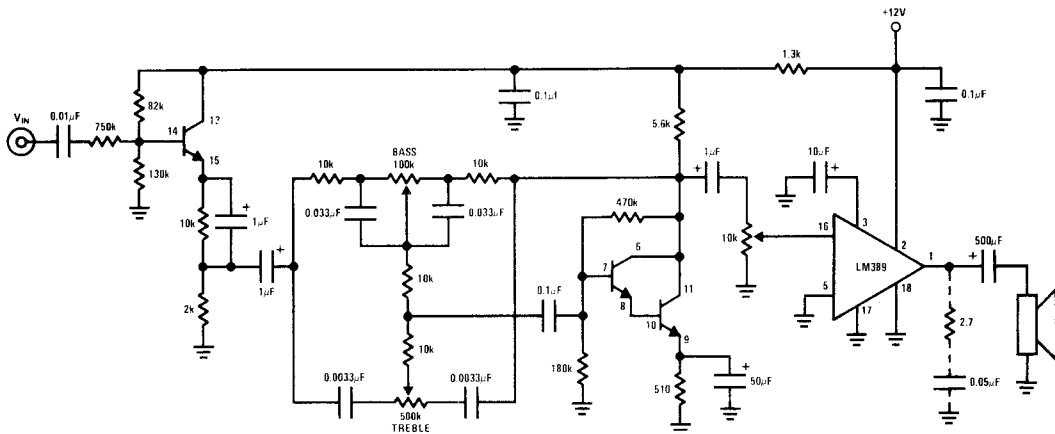 +12V
1.3k
82k
0.1μf
0.1μF
5.6k
VIN
0.01μF
750k
14
12
15
130k
BASS
10k
100k
10k
1μF
+
10μF
+
470k
0.033μF
0.033μF
10k
+
1μF
10k
16
3
2
LM389
1
500μF
+
6
7
8
5
18
17
10k
+
1μF
2k
0.1μF
11
10
9
10k
2.7
180k
510
+
50μF
0.05μF
0.0033μF
0.0033μF
500k
TREBLE